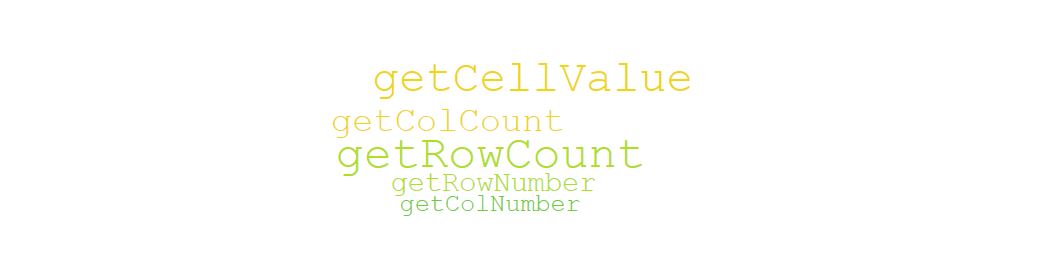 getCellValue
getColCount
getRowCount
getRowNumber
getColNumber